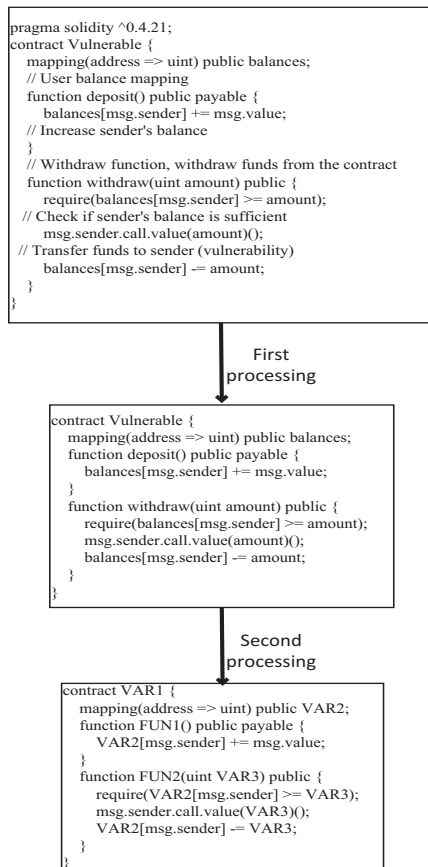 pragma solidity ^0.4.21;
contract Vulnerable {
mapping(address => uint) public balances;
// User balance mapping
function deposit() public payable {
balances[msg.sender] += msg.value;
// Increase sender's balance
}
// Withdraw function, withdraw funds from the contract
function withdraw(uint amount) public {
require(balances[msg.sender] >= amount);
// Check if sender's balance is sufficient
msg.sender.call.value(amount)();
// Transfer funds to sender (vulnerability)
balances[msg.sender] -= amount;
}
}
First
processing
contract Vulnerable {
mapping(address => uint) public balances;
function deposit() public payable {
balances[msg.sender] += msg.value;
}
function withdraw(uint amount) public {
require(balances[msg.sender] >= amount);
msg.sender.call.value(amount)();
balances[msg.sender] -= amount;
}
}
Second
processing
contract VAR1 {
mapping(address => uint) public VAR2;
function FUN1() public payable {
VAR2[msg.sender] += msg.value;
}
function FUN2(uint VAR3) public {
require(VAR2[msg.sender] >= VAR3);
msg.sender.call.value(VAR3)();
VAR2[msg.sender] -= VAR3;
}
}